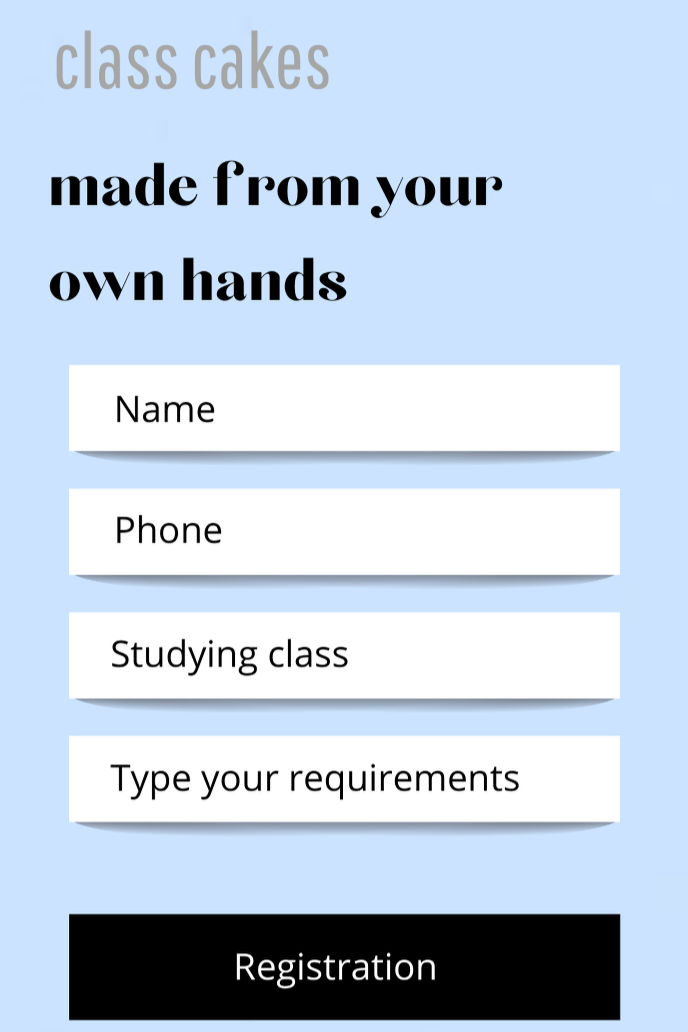 class cakes
made from your
own hands
Name
Phone
Studying class
Type your requirements
Registration